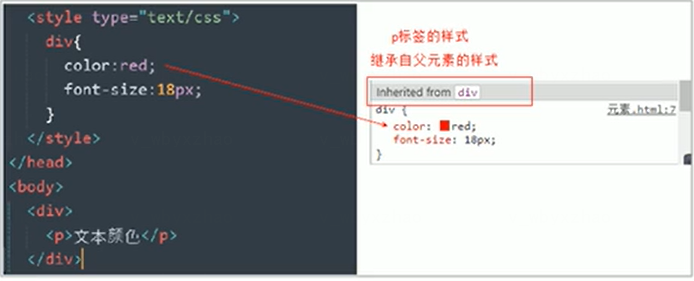 <style type="text/css">
div{
color:red;
font-size:18px;
}
</style>
</head>
<body>
<div>
<p>文本颜色</p>
</div>
p标签的样式
继承自父元素的样式
Inherited from div
div {
元素.html:7
color: red;
font-size: 18px;
}